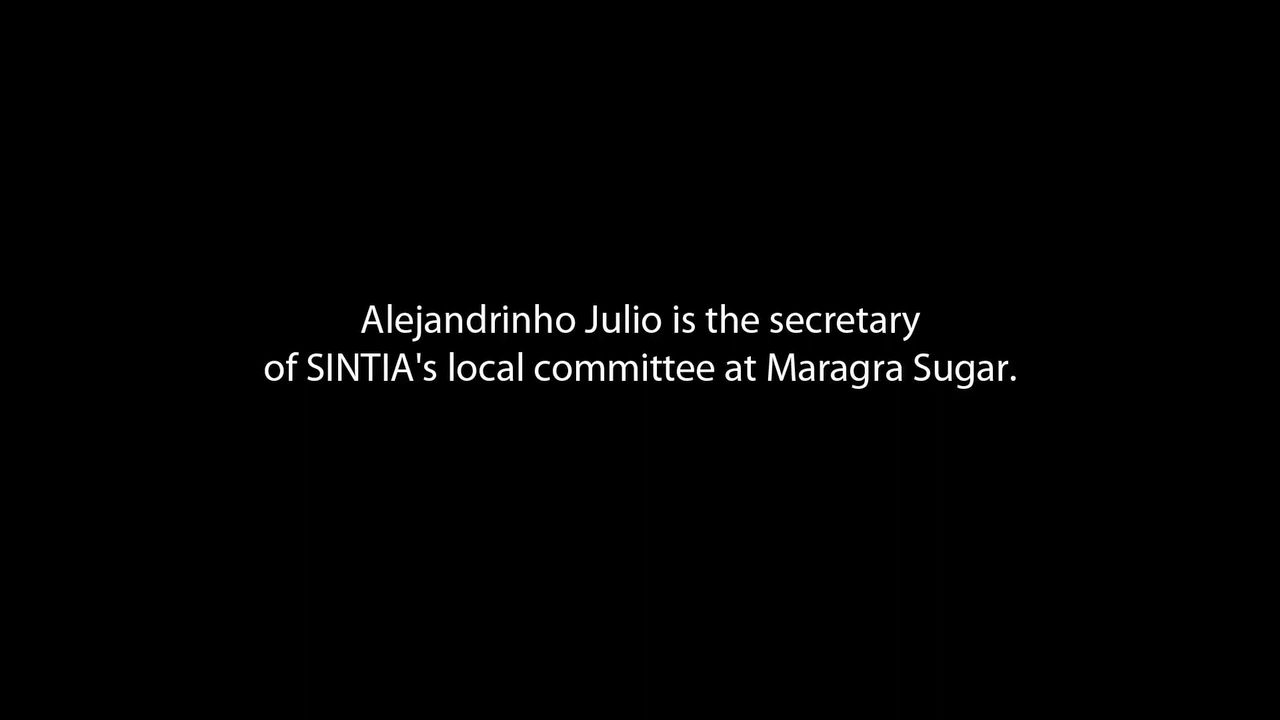 Alejandrinho Julio is the secretary
of SINTIA's local committee at Maragra Sugar.